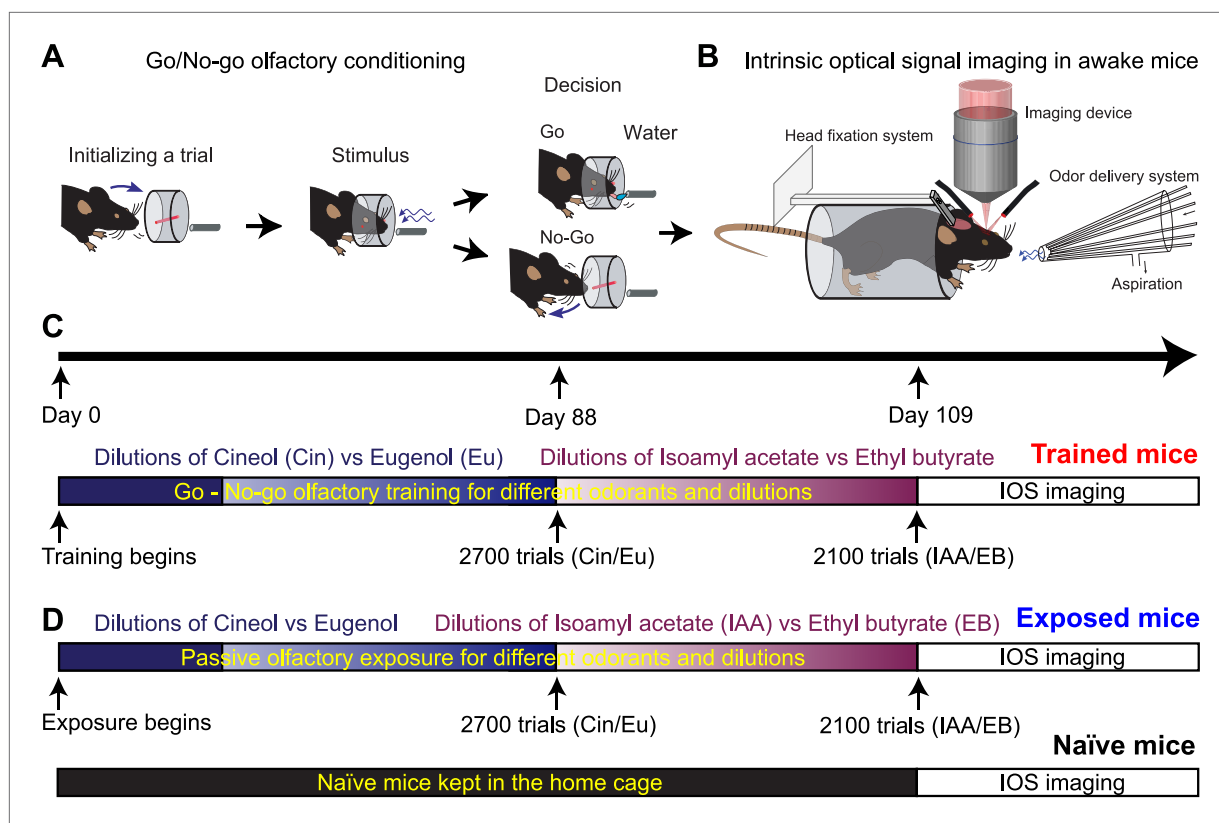 A
Go/No-go olfactory conditioning
Initializing a trial
Stimulus
Decision
Go
Water
No-Go
B
Intrinsic optical signal imaging in awake mice
Head fixation system
Imaging device
Odor delivery system
Aspiration
C
Day 0
Day 88
Day 109
Dilutions of Cineol (Cin) vs Eugenol (Eu)
Dilutions of Isoamyl acetate vs Ethyl butyrate
Trained mice
Go - No-go olfactory training for different odorants and dilutions
IOS imaging
Training begins
2700 trials (Cin/Eu)
2100 trials (IAA/EB)
D
Dilutions of Cineol vs Eugenol
Dilutions of Isoamyl acetate (IAA) vs Ethyl butyrate (EB)
Exposed mice
Passive olfactory exposure for different odorants and dilutions
IOS imaging
Exposure begins
2700 trials (Cin/Eu)
2100 trials (IAA/EB)
Naïve mice
Naïve mice kept in the home cage
IOS imaging